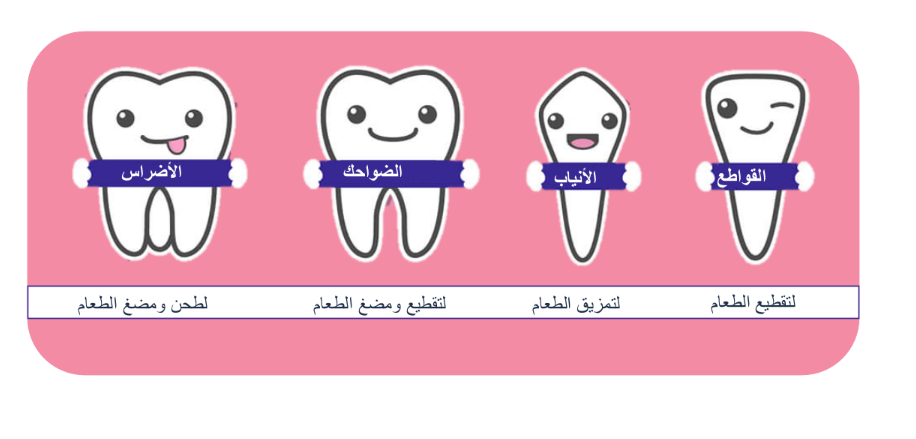 القواطع
الأنياب
الضواحك
الأضراس
لتقطيع الطعام
لتمزيق الطعام
لتقطيع ومضغ الطعام
لطحن ومضغ الطعام